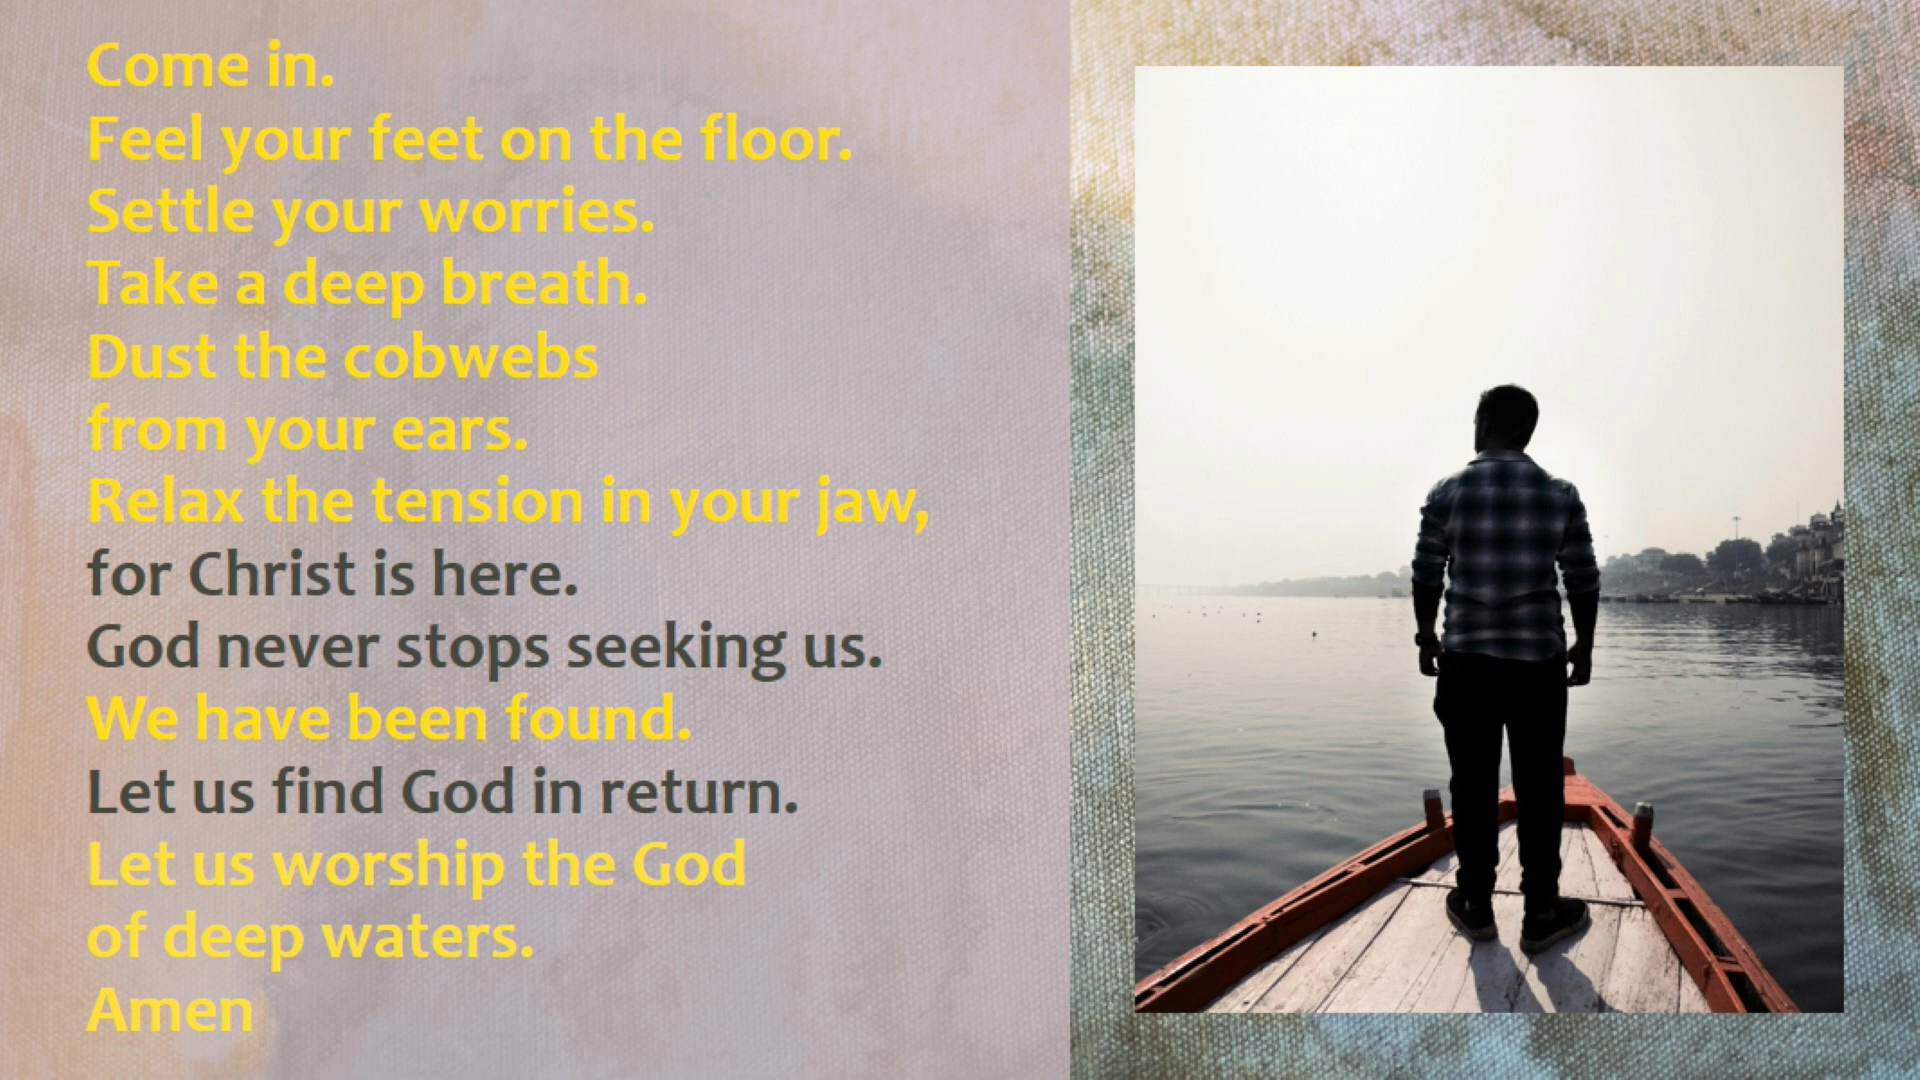 Come in.
Feel your feet on the floor.
Settle your worries.
Take a deep breath.
Dust the cobwebs
from your ears.
Relax the tension in your jaw,
for Christ is here.
God never stops seeking us.
We have been found.
Let us find God in return.
Let us worship the God
of deep waters.
Amen